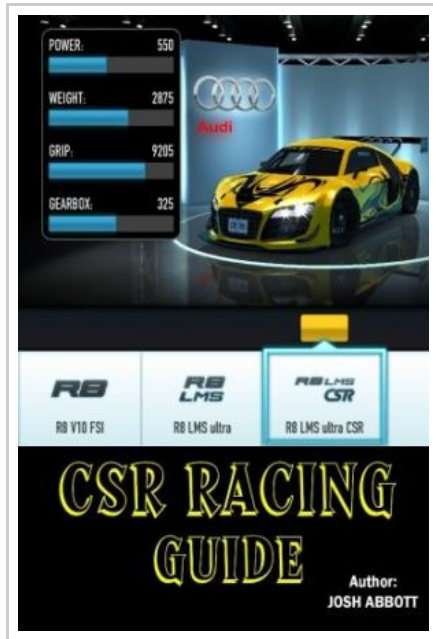 POWER: 550
WEIGHT: 2875
GRIP: 9205
GEARBOX: 325
Audi
R8
R8 V10 FSI
R8
LMS
R8 LMS ultra
R8 LMS
CSR
R8 LMS ultra CSR
CSR RACING
GUIDE
Author:
JOSH ABBOTT